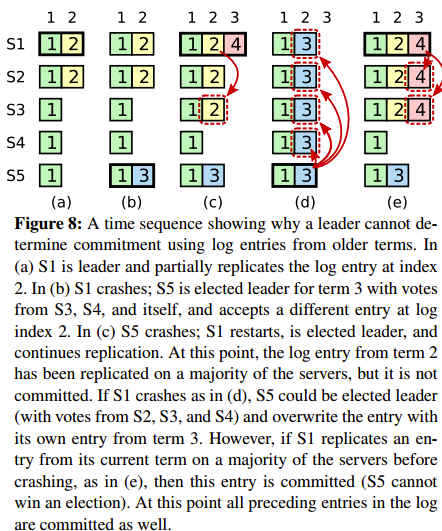 1 2 1 2 1 2 3 1 2 3 1 2 3
S1 1 2 1 2 1 2 4 1 3 1 2 4
S2 1 2 1 2 1 2 1 3 1 2 4
S3 1 1 1 2 1 3 1 2 4
S4 1 1 1 1 3 1
S5 1 1 3 1 3 1 3 1 3
(a) (b) (c) (d) (e)
Figure 8: A time sequence showing why a leader cannot de-
termine commitment using log entries from older terms. In
(a) S1 is leader and partially replicates the log entry at index
2. In (b) S1 crashes; S5 is elected leader for term 3 with votes
from S3, S4, and itself, and accepts a different entry at log
index 2. In (c) S5 crashes; S1 restarts, is elected leader, and
continues replication. At this point, the log entry from term 2
has been replicated on a majority of the servers, but it is not
committed. If S1 crashes as in (d), S5 could be elected leader
(with votes from S2, S3, and S4) and overwrite the entry with
its own entry from term 3. However, if S1 replicates an en-
try from its current term on a majority of the servers before
crashing, as in (e), then this entry is committed (S5 cannot
win an election). At this point all preceding entries in the log
are committed as well.